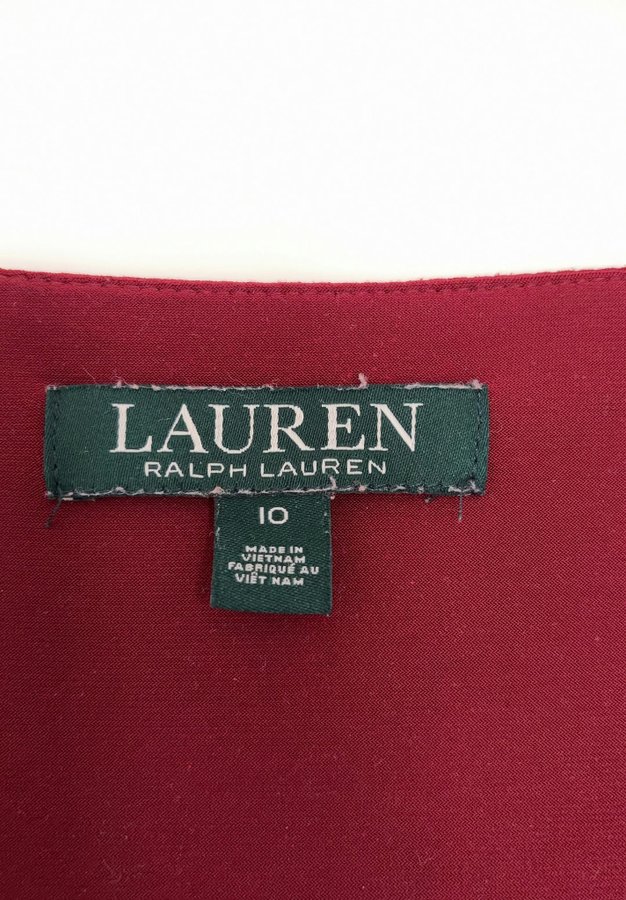 LAUREN
RALPH LAUREN
10
MADE IN
VIETNAM
FABRIQUÉ AU
VIÊT NAM